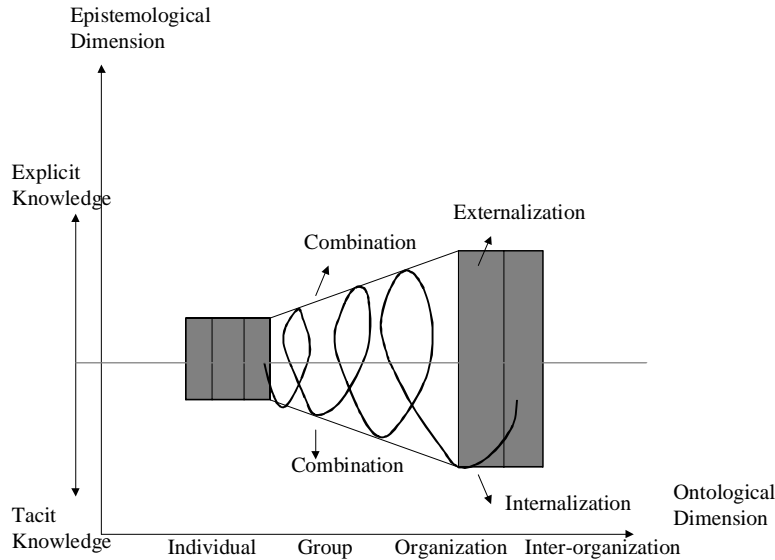 Epistemological
Dimension
Explicit
Knowledge
Externalization
Combination
Combination
Internalization
Ontological
Dimension
Tacit
Knowledge
Individual
Group
Organization
Inter-organization